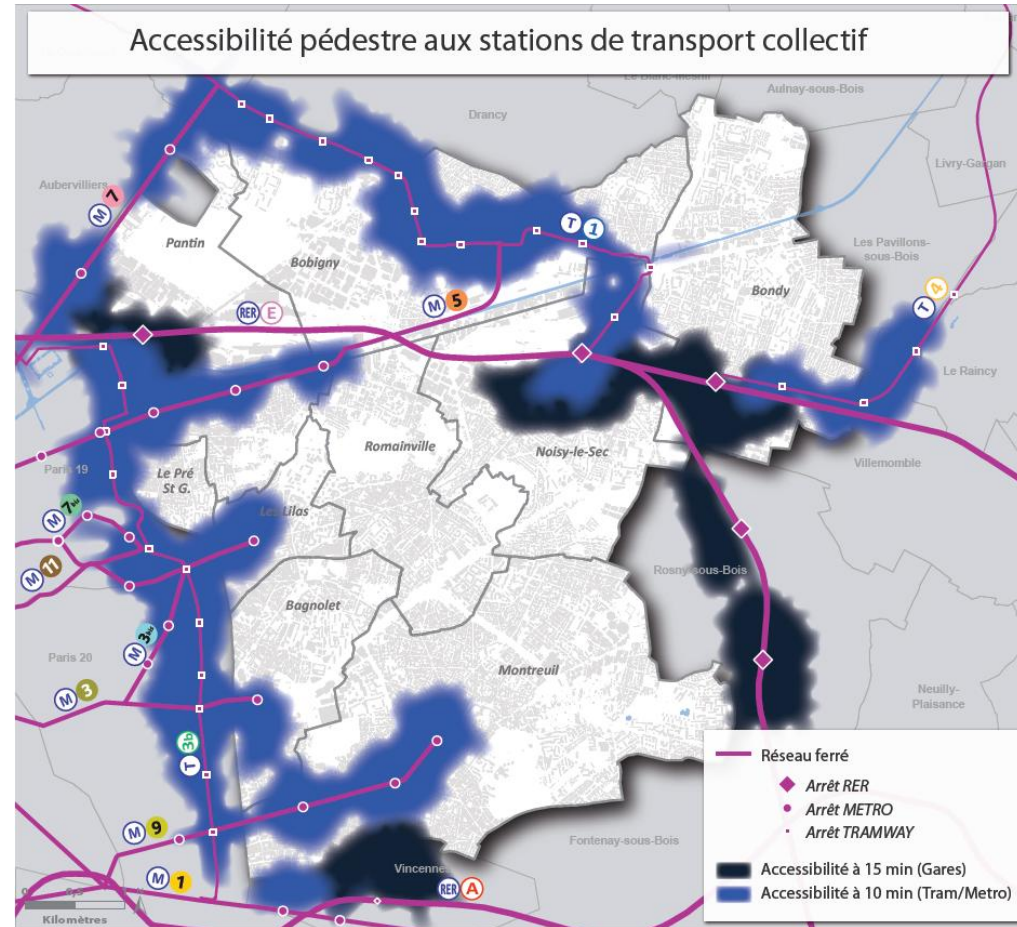 Accessibilité pédestre aux stations de transport collectif
Aulnay-sous-Bois
Drancy
Livry-Gargan
Aubervilliers
M 7
Pantin
Bobigny
T 1
Les Pavillons-
sous-Bois
Bondy
RER E
M 5
T 4
Le Raincy
Romainville
Noisy-le-Sec
Villemomble
Paris 19
Le Pré
St G.
Les Lilas
M 7bis
M 11
Rosny-sous-Bois
Bagnolet
M 3bis
Paris 20
Montreuil
M 3
Neuilly-
Plaisance
T 3b
M 9
Fontenay-sous-Bois
Vincennes
M 1
RER A
0 0,5
Kilomètres
Réseau ferré
Arrêt RER
Arrêt METRO
Arrêt TRAMWAY
Accessibilité à 15 min (Gares)
Accessibilité à 10 min (Tram/Metro)